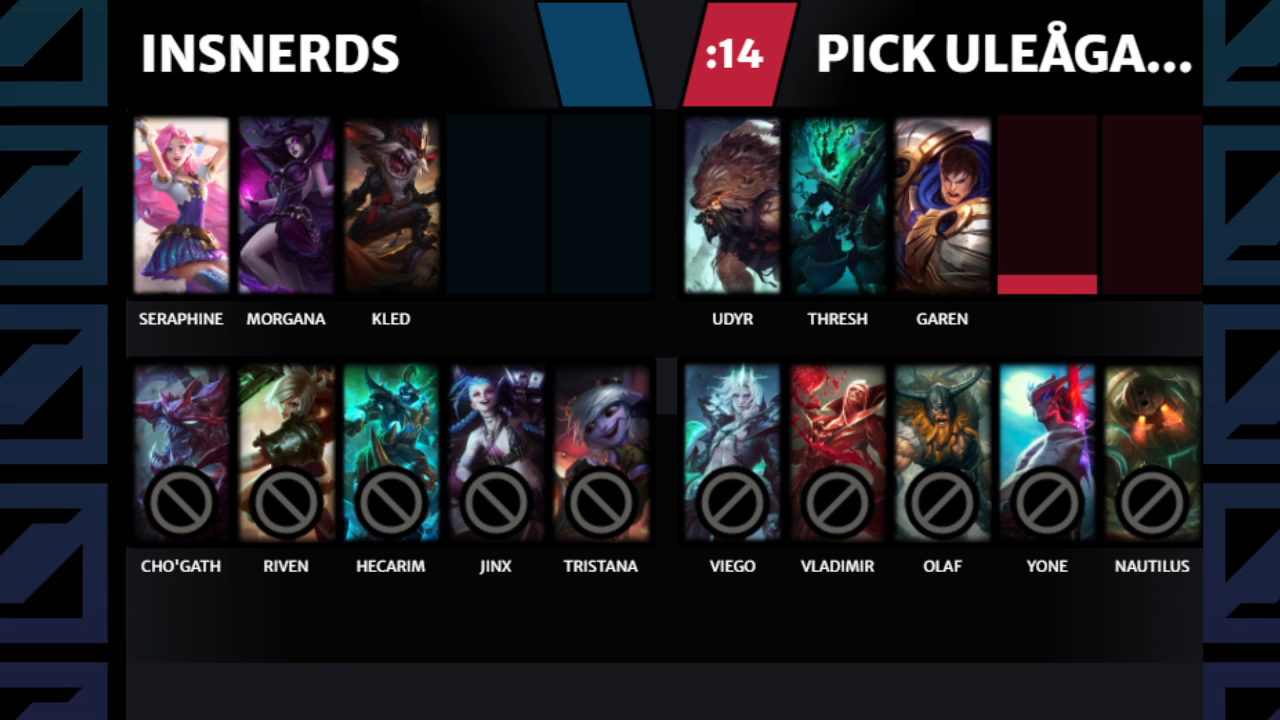 INSNERDS
:14
PICK ULEÅGA...
SERAPHINE MORGANA KLED
UDYR THRESH GAREN
CHO'GATH RIVEN HECARIM JINX TRISTANA
VIEGO VLADIMIR OLAF YONE NAUTILUS